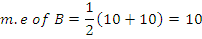 m.e of B = 1/2 (10 + 10) = 10